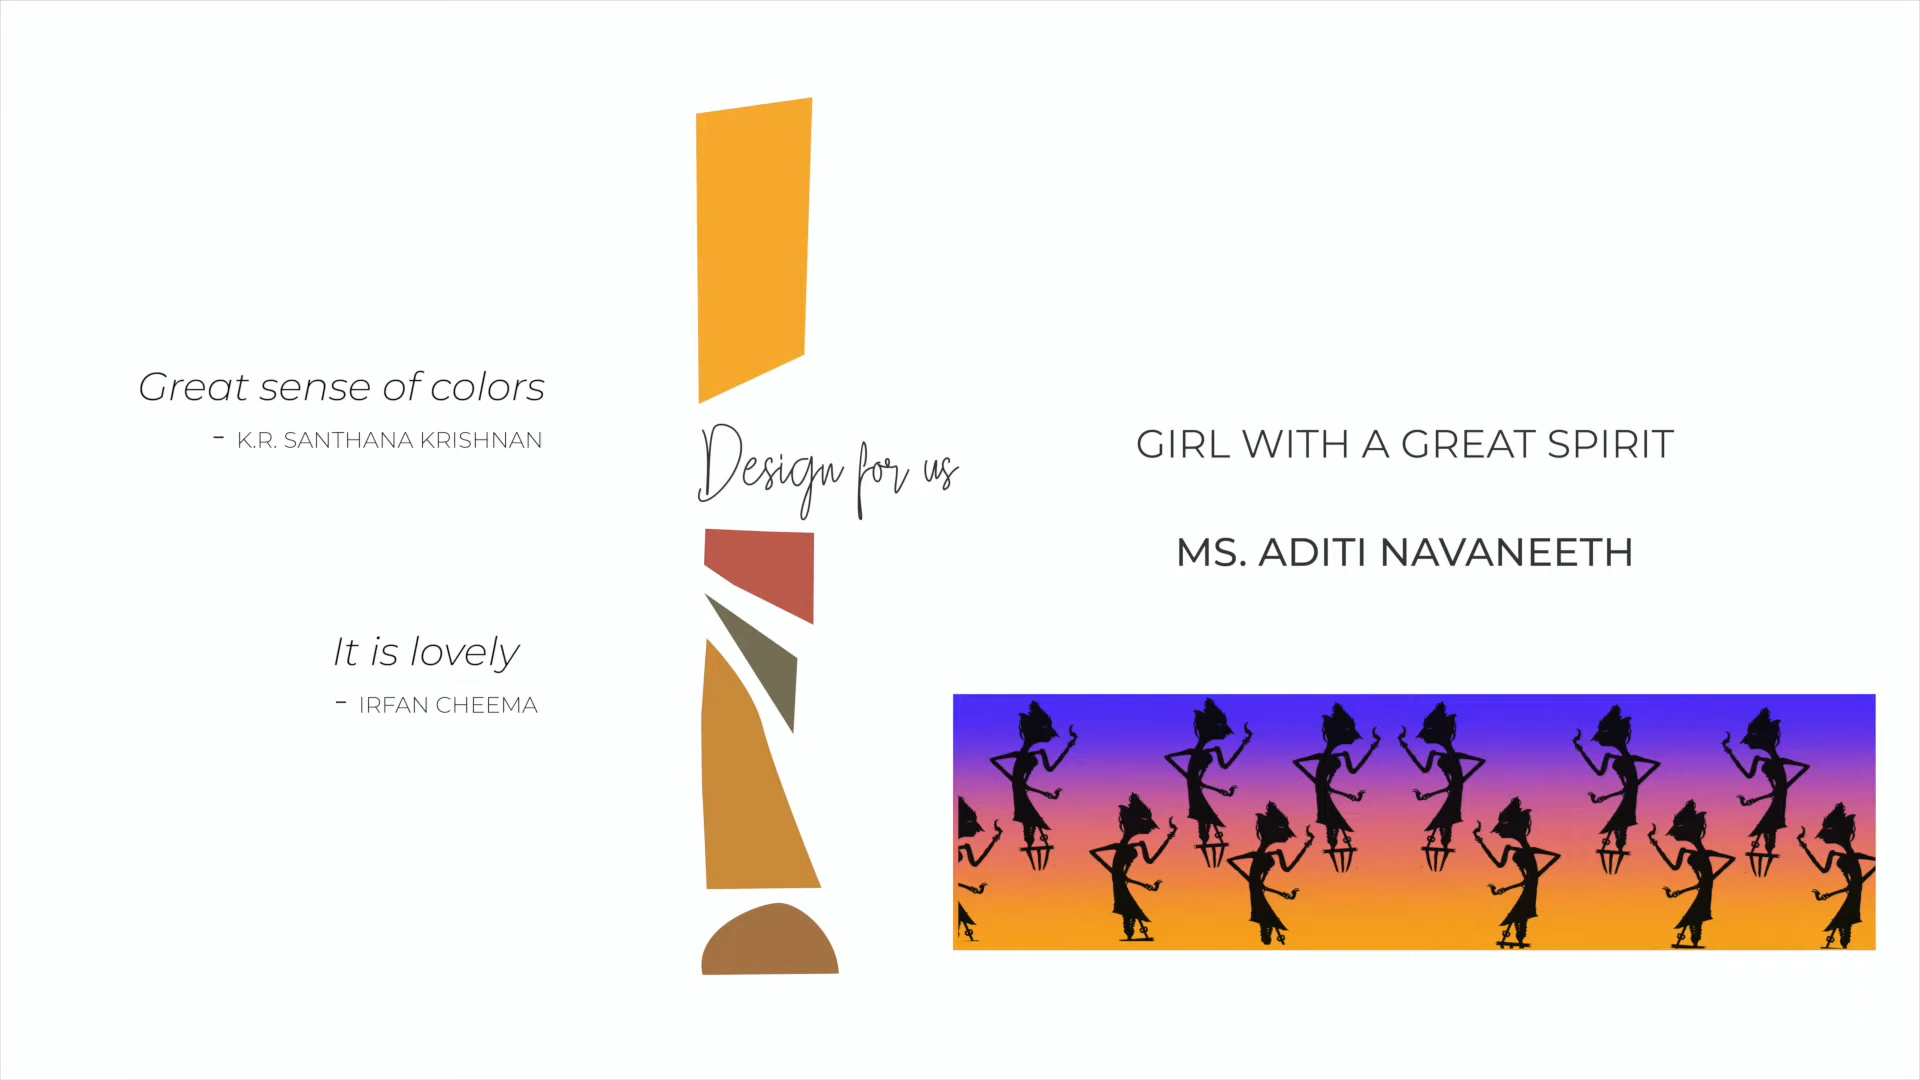 Great sense of colors
- K.R. SANTHANA KRISHNAN
It is lovely
- IRFAN CHEEMA
Design for us
GIRL WITH A GREAT SPIRIT
MS. ADITI NAVANEETH